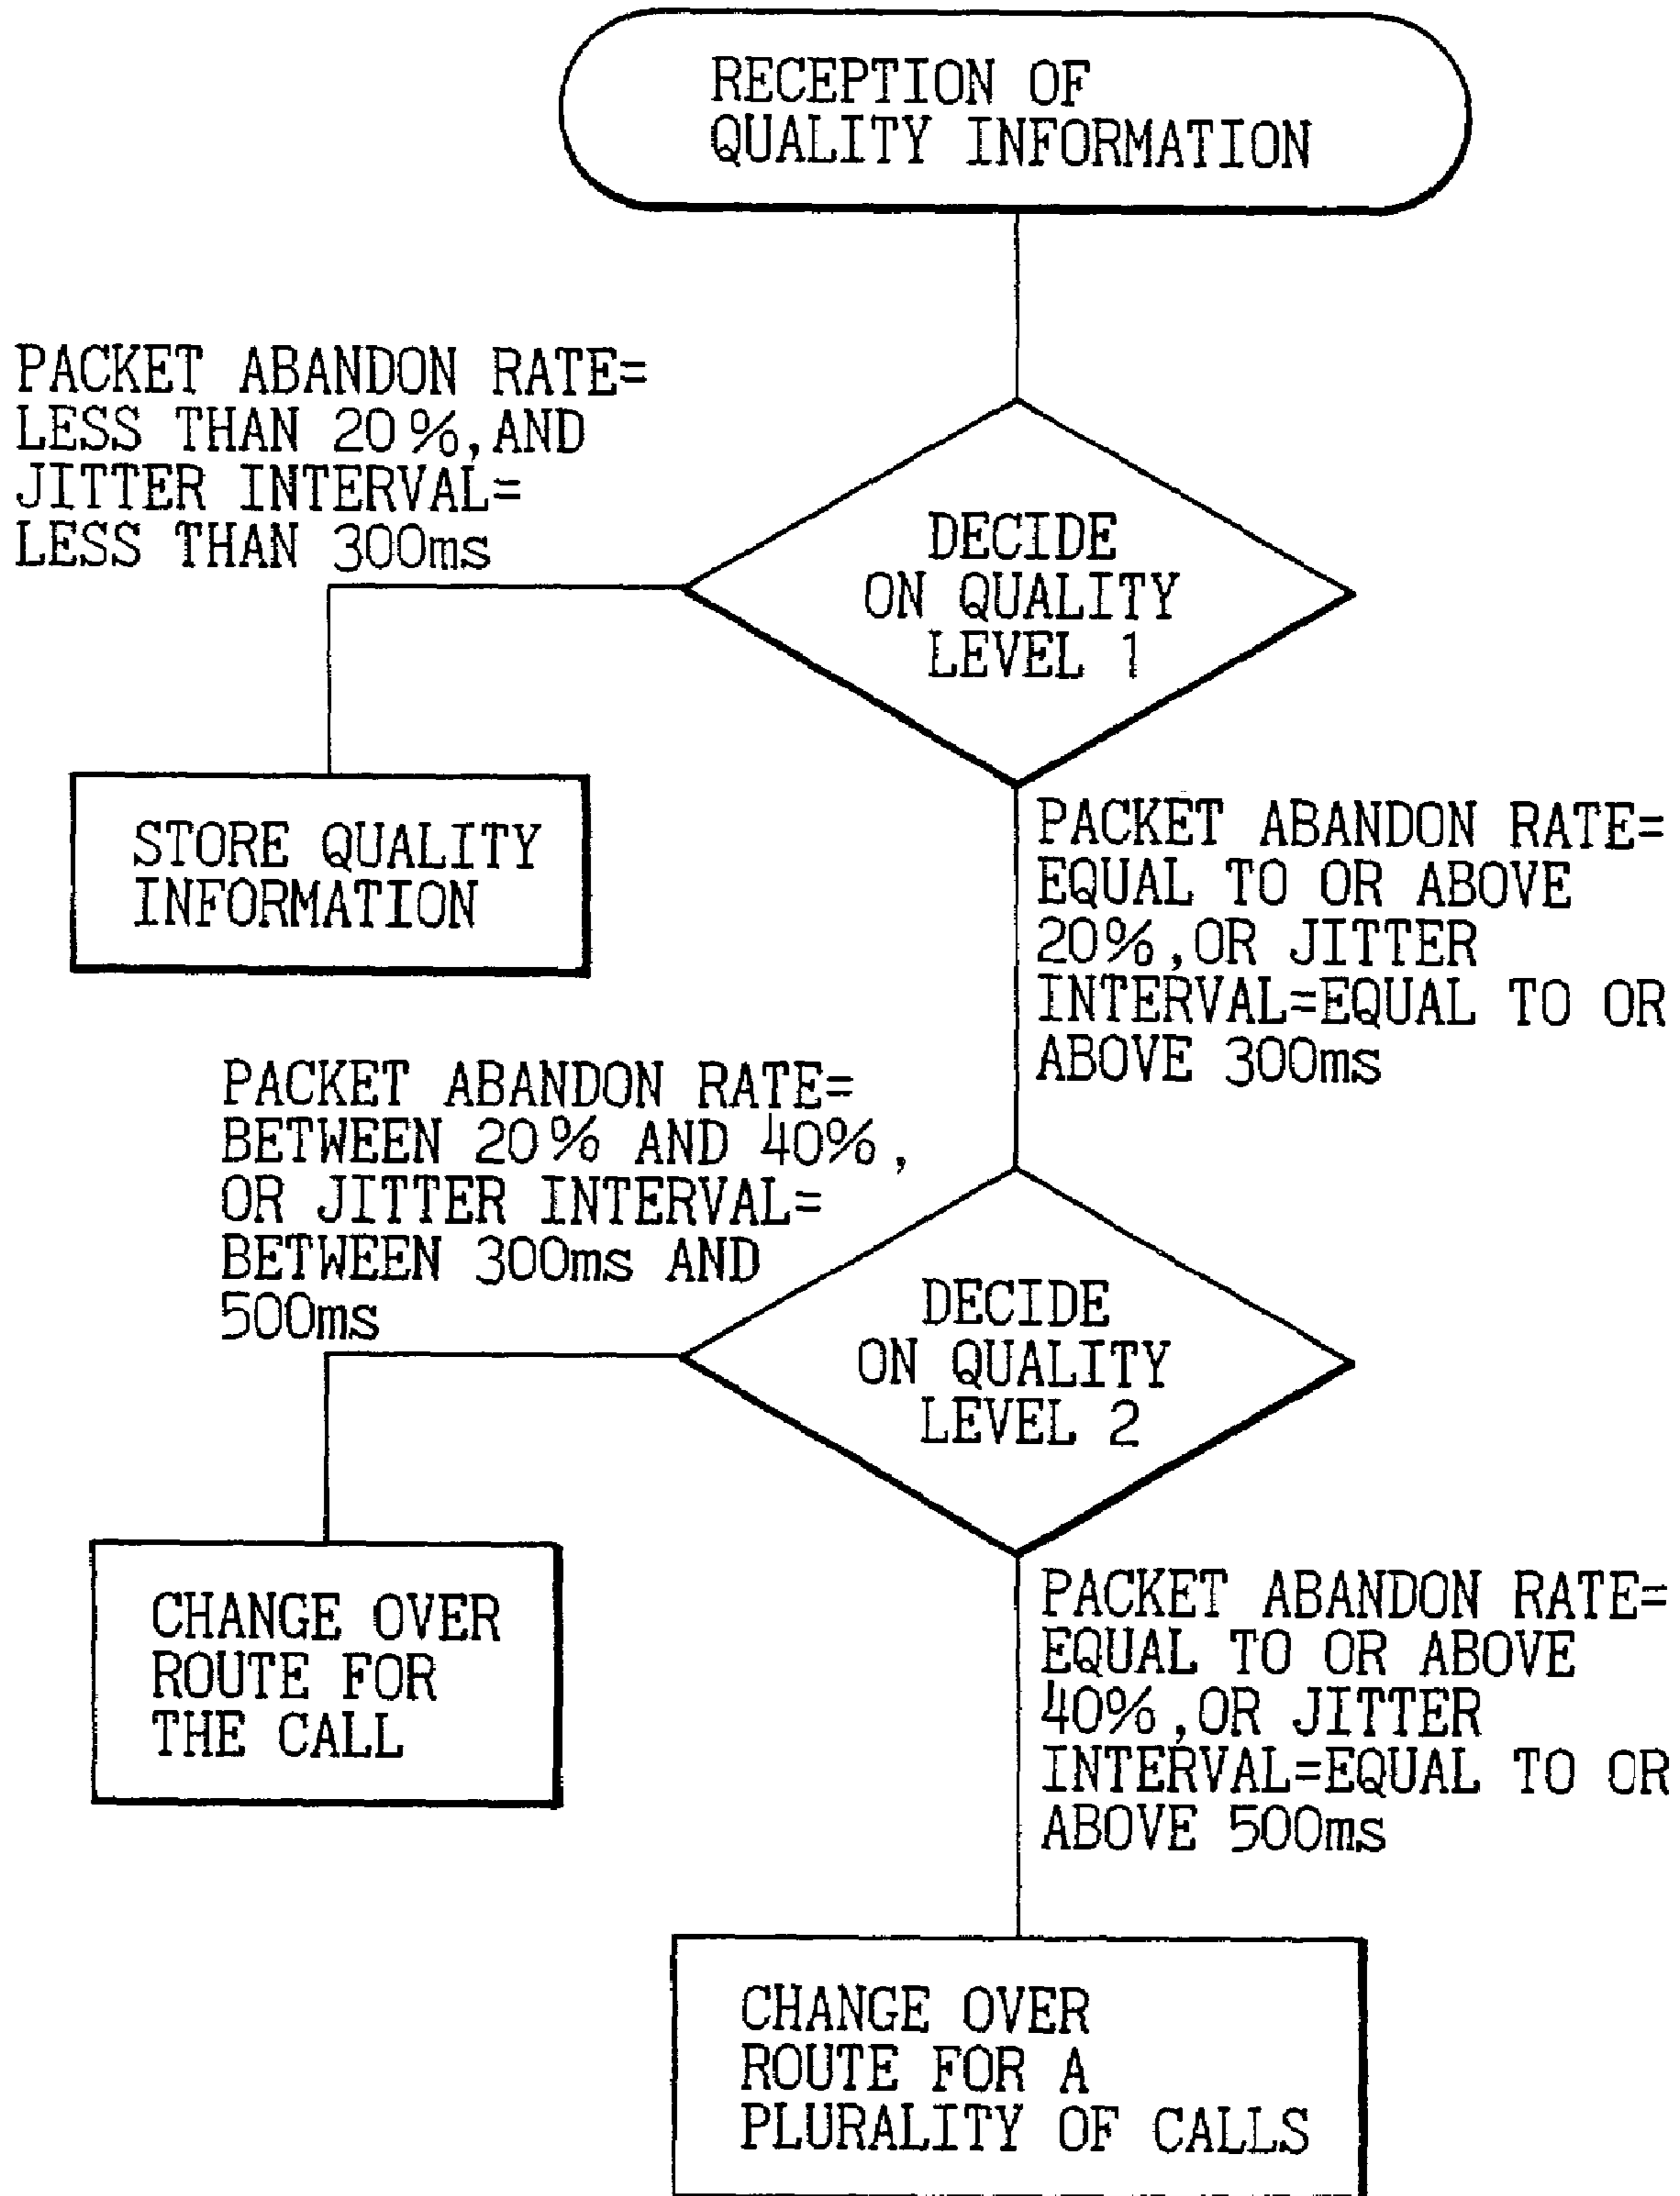 RECEPTION OF
QUALITY INFORMATION
PACKET ABANDON RATE=
LESS THAN 20%,AND
JITTER INTERVAL=
LESS THAN 300ms
DECIDE
ON QUALITY
LEVEL 1
STORE QUALITY
INFORMATION
PACKET ABANDON RATE=
EQUAL TO OR ABOVE
20%,OR JITTER
INTERVAL=EQUAL TO OR
ABOVE 300ms
PACKET ABANDON RATE=
BETWEEN 20% AND 40%,
OR JITTER INTERVAL=
BETWEEN 300ms AND
500ms
DECIDE
ON QUALITY
LEVEL 2
CHANGE OVER
ROUTE FOR
THE CALL
PACKET ABANDON RATE=
EQUAL TO OR ABOVE
40%,OR JITTER
INTERVAL=EQUAL TO OR
ABOVE 500ms
CHANGE OVER
ROUTE FOR A
PLURALITY OF CALLS